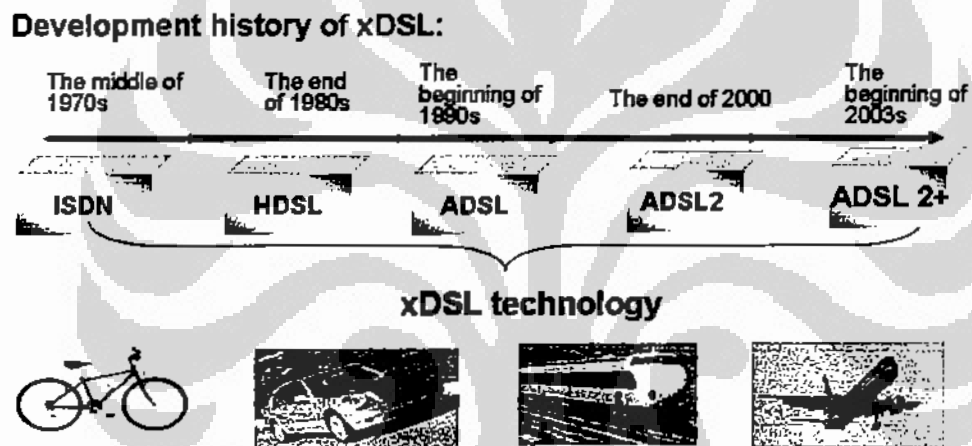 Development history of xDSL:
The middle of
1970s
The end
of 1980s
The
beginning of
1990s
The end of 2000
The
beginning of
2003s
ISDN
HDSL
ADSL
ADSL2
ADSL 2+
xDSL technology